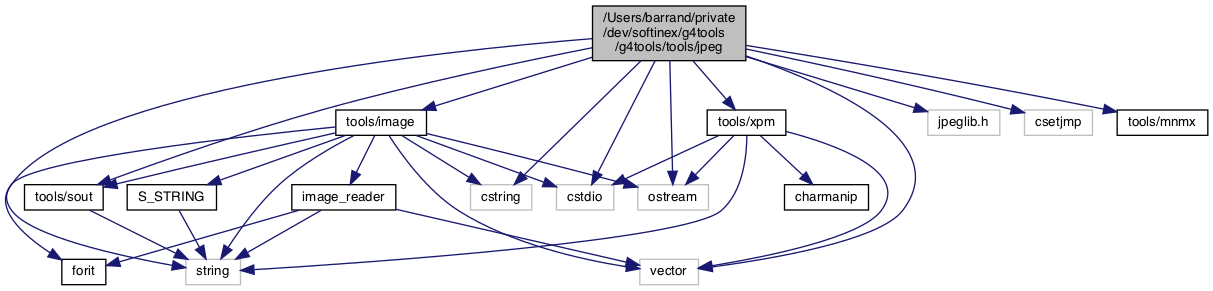 /Users/barrand/private
/dev/softinex/g4tools
/g4tools/tools/jpeg
tools/image
tools/xpm
jpeglib.h
csetjmp
tools/mnmx
tools/sout
S_STRING
image_reader
cstring
cstdio
ostream
charmanip
forit
string
vector